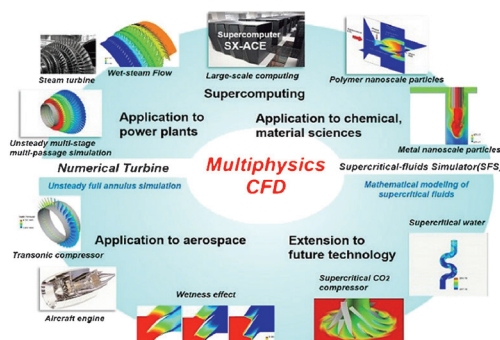 Supercomputer
SX-ACE
Steam turbine
Wet-steam Flow
Large-scale computing
Polymer nanoscale particles
Supercomputing
Application to
power plants
Application to chemical,
material sciences
Unsteady multi-stage
multi-passage simulation
Metal nanoscale particles
Numerical Turbine
Multiphysics
CFD
Supercritical-fluids Simulator(SFS)
Unsteady full annulus simulation
Mathematical modeling of
supercritical fluids
Supercritical water
Application to aerospace
Extension to
future technology
Transonic compressor
Supercritical CO2
compressor
Wetness effect
Aircraft engine